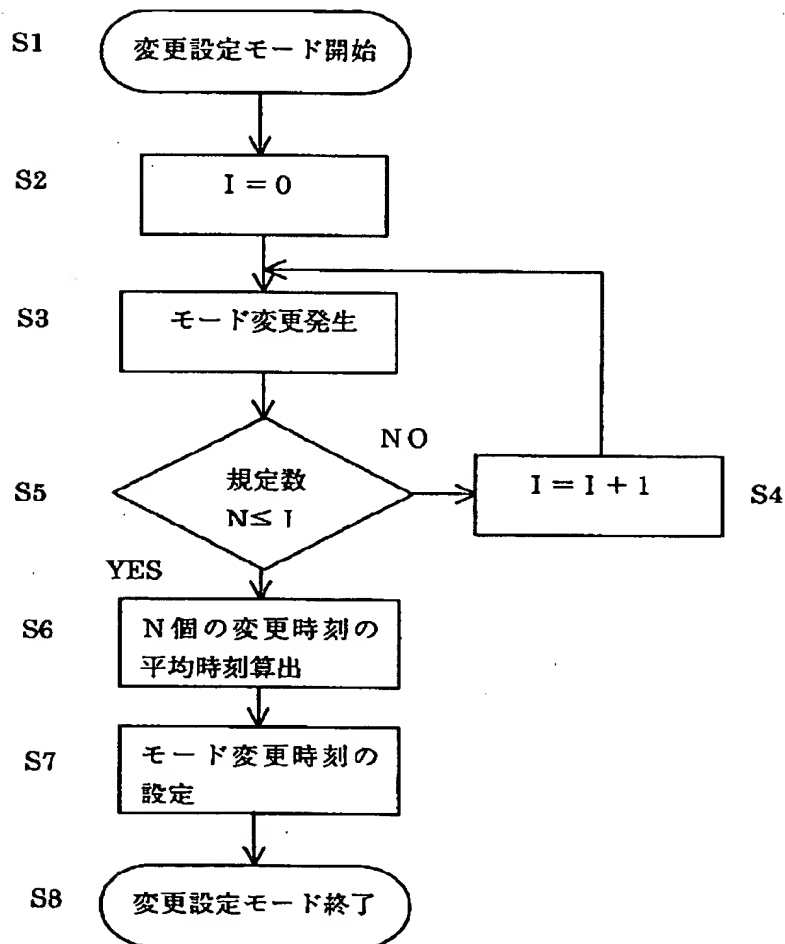 S1
変更設定モード開始
S2
I = 0
S3
モード変更発生
NO
S5
規定数
N≤ I
I = I + 1
S4
YES
S6
N個の変更時刻の
平均時刻算出
S7
モード変更時刻の
設定
S8
変更設定モード終了